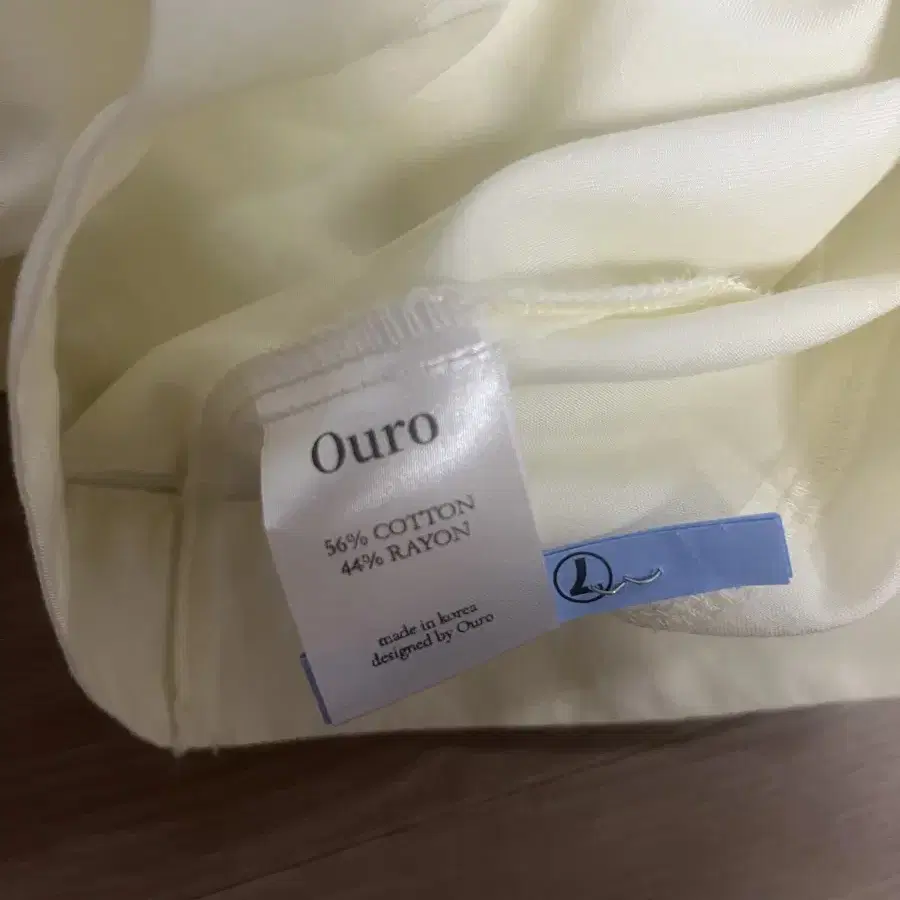 Ouro
56% COTTON
44% RAYON
made in korea
designed by Ouro